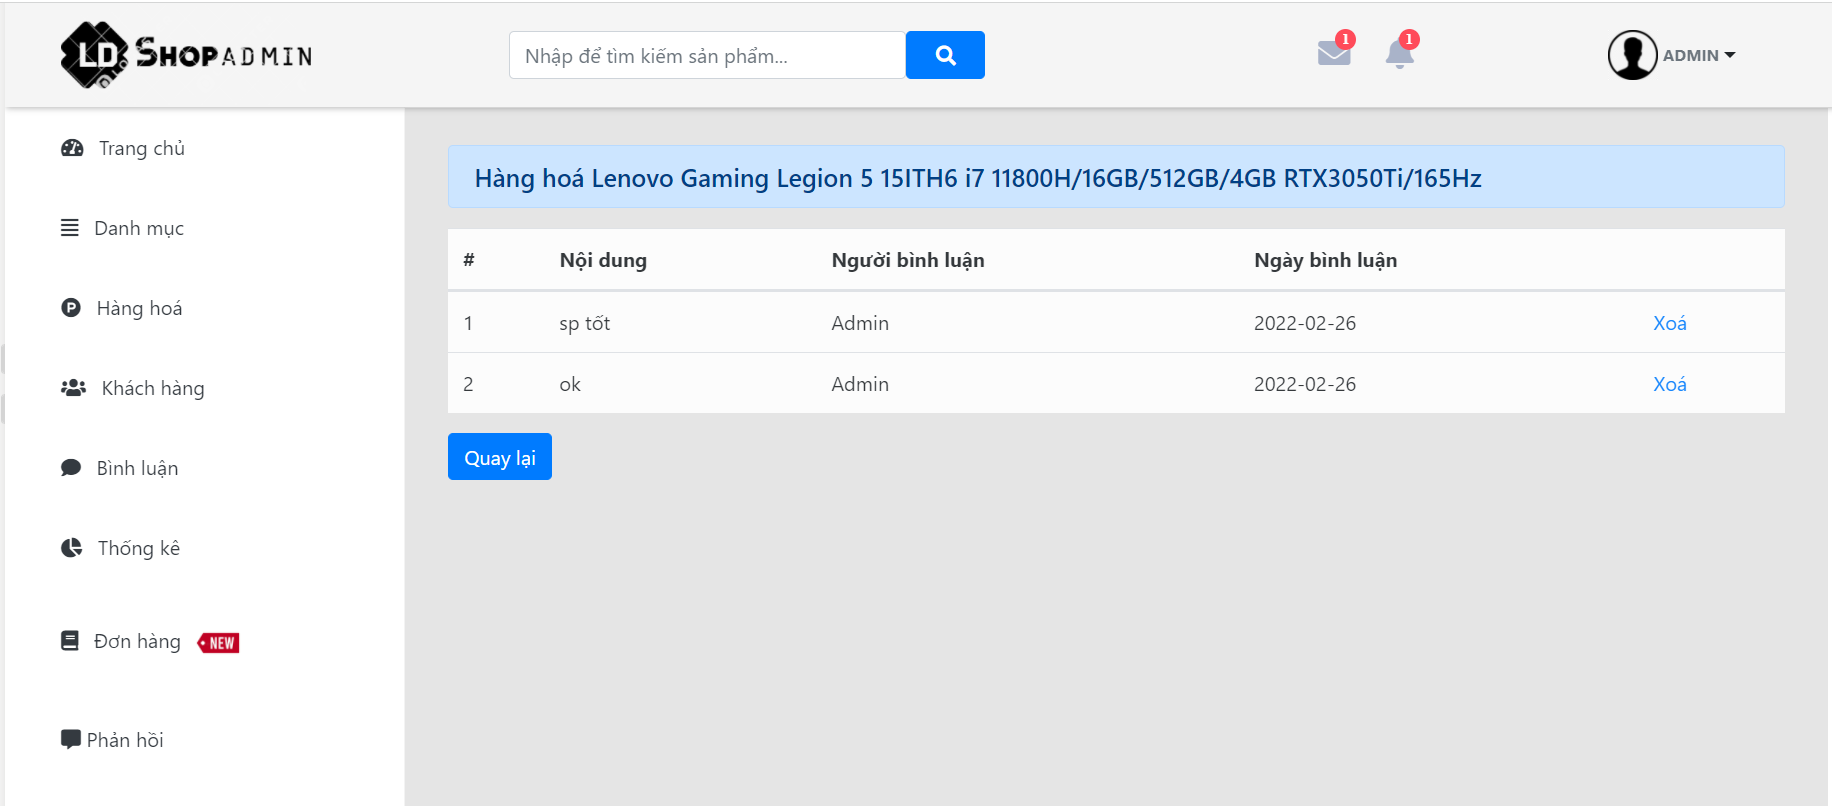 LD SHOP ADMIN
Nhập để tìm kiếm sản phẩm...
1
1
ADMIN
Trang chủ
Danh mục
Hàng hoá
Khách hàng
Bình luận
Thống kê
Đơn hàng NEW
Phản hồi
Hàng hoá Lenovo Gaming Legion 5 15ITH6 i7 11800H/16GB/512GB/4GB RTX3050Ti/165Hz
# Nội dung Người bình luận Ngày bình luận
1 sp tốt Admin 2022-02-26 Xoá
2 ok Admin 2022-02-26 Xoá
Quay lại